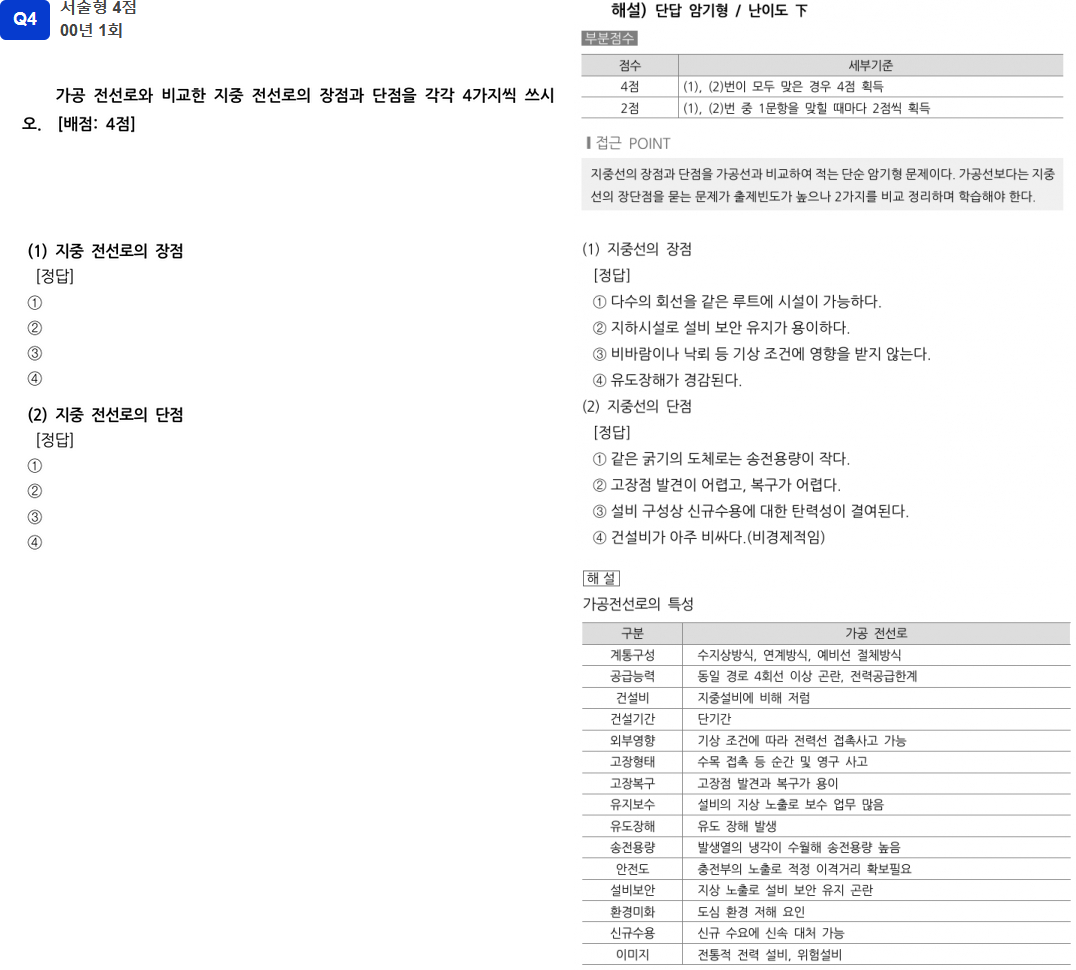 Q4
서술형 4점
00년 1회
가공 전선로와 비교한 지중 전선로의 장점과 단점을 각각 4가지씩 쓰시
오. [배점: 4점]
(1) 지중 전선로의 장점
[정답]
①
②
③
④
(2) 지중 전선로의 단점
[정답]
①
②
③
④
해설) 단답 암기형 / 난이도 下
부분점수
점수 세부기준
4점 (1), (2)번이 모두 맞은 경우 4점 획득
2점 (1), (2)번 중 1문항을 맞힐 때마다 2점씩 획득
접근 POINT
지중선의 장점과 단점을 가공선과 비교하여 적는 단순 암기형 문제이다. 가공선보다는 지중
선의 장단점을 묻는 문제가 출제빈도가 높으나 2가지를 비교 정리하며 학습해야 한다.
(1) 지중선의 장점
[정답]
① 다수의 회선을 같은 루트에 시설이 가능하다.
② 지하시설로 설비 보안 유지가 용이하다.
③ 비바람이나 낙뢰 등 기상 조건에 영향을 받지 않는다.
④ 유도장해가 경감된다.
(2) 지중선의 단점
[정답]
① 같은 굵기의 도체로는 송전용량이 작다.
② 고장점 발견이 어렵고, 복구가 어렵다.
③ 설비 구성상 신규수용에 대한 탄력성이 결여된다.
④ 건설비가 아주 비싸다.(비경제적임)
해 설
가공전선로의 특성
구분 가공 전선로
계통구성 수지상방식, 연계방식, 예비선 절체방식
공급능력 동일 경로 4회선 이상 곤란, 전력공급한계
건설비 지중설비에 비해 저럼
건설기간 단기간
외부영향 기상 조건에 따라 전력선 접촉사고 가능
고장형태 수목 접촉 등 순간 및 영구 사고
고장복구 고장점 발견과 복구가 용이
유지보수 설비의 지상 노출로 보수 업무 많음
유도장해 유도 장해 발생
송전용량 발생열의 냉각이 수월해 송전용량 높음
안전도 충전부의 노출로 적정 이격거리 확보필요
설비보안 지상 노출로 설비 보안 유지 곤란
환경미화 도심 환경 저해 요인
신규수용 신규 수요에 신속 대처 가능
이미지 전통적 전력 설비, 위험설비